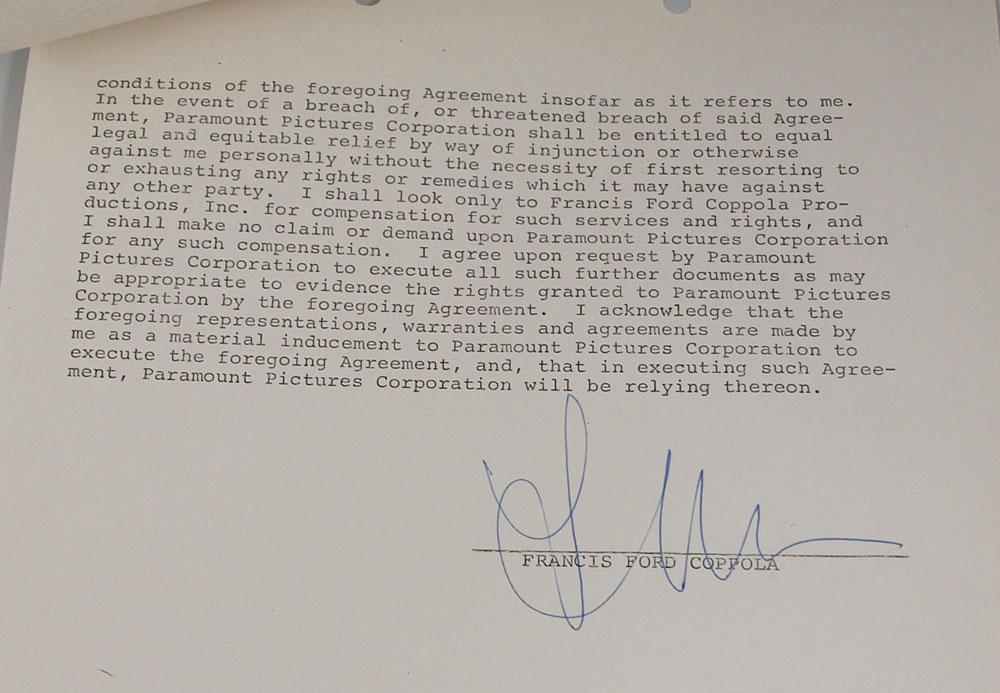 conditions of the foregoing Agreement insofar as it refers to me.
In the event of a breach of, or threatened breach of said Agree-
ment, Paramount Pictures Corporation shall be entitled to equal
legal and equitable relief by way of injunction or otherwise
against me personally without the necessity of first resorting to
or exhausting any rights or remedies which it may have against
any other party. I shall look only to Francis Ford Coppola Pro-
ductions, Inc. for compensation for such services and rights, and
I shall make no claim or demand upon Paramount Pictures Corporation
for any such compensation. I agree upon request by Paramount
Pictures Corporation to execute all such further documents as may
be appropriate to evidence the rights granted to Paramount Pictures
Corporation by the foregoing Agreement. I acknowledge that the
foregoing representations, warranties and agreements are made by
me as a material inducement to Paramount Pictures Corporation to
execute the foregoing Agreement, and, that in executing such Agree-
ment, Paramount Pictures Corporation will be relying thereon.
FRANCIS FORD COPPOLA